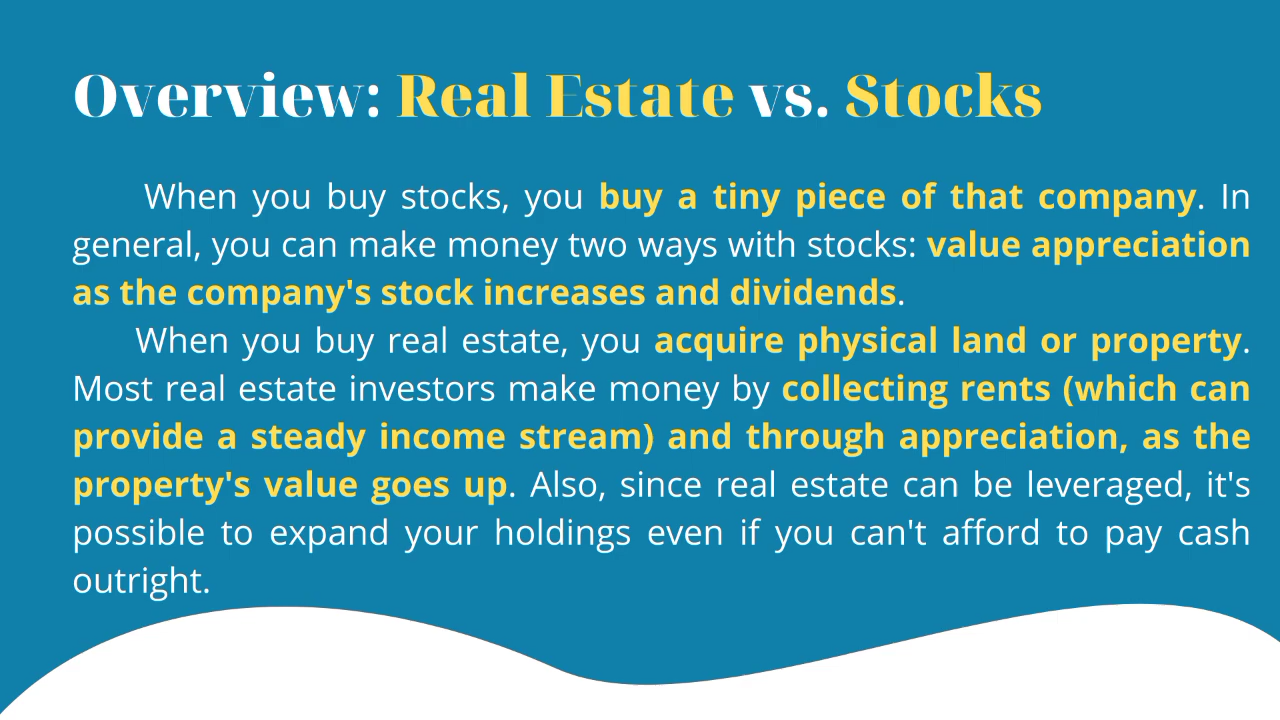 Overview: Real Estate vs. Stocks
When you buy stocks, you buy a tiny piece of that company. In
general, you can make money two ways with stocks: value appreciation
as the company's stock increases and dividends.
When you buy real estate, you acquire physical land or property.
Most real estate investors make money by collecting rents (which can
provide a steady income stream) and through appreciation, as the
property's value goes up. Also, since real estate can be leveraged, it's
possible to expand your holdings even if you can't afford to pay cash
outright.